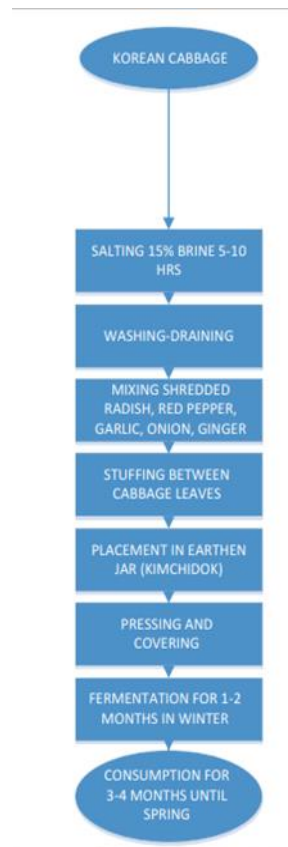 KOREAN CABBAGE
SALTING 15% BRINE 5-10
HRS
WASHING-DRAINING
MIXING SHREDDED
RADISH, RED PEPPER,
GARLIC, ONION, GINGER
STUFFING BETWEEN
CABBAGE LEAVES
PLACEMENT IN EARTHEN
JAR (KIMCHIDOK)
PRESSING AND
COVERING
FERMENTATION FOR 1-2
MONTHS IN WINTER
CONSUMPTION FOR
3-4 MONTHS UNTIL
SPRING